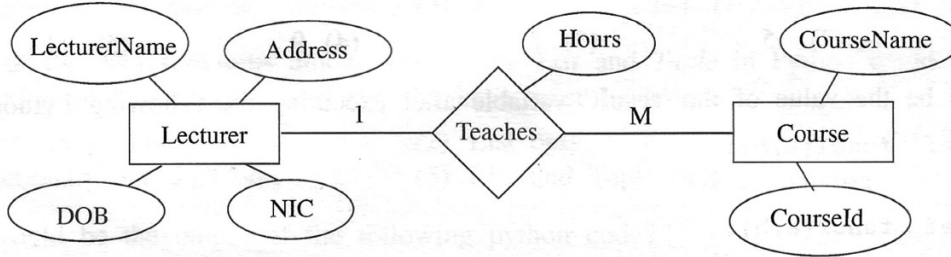 LecturerName
Address
Hours
CourseName
Lecturer
1
Teaches
M
Course
DOB
NIC
CourseId